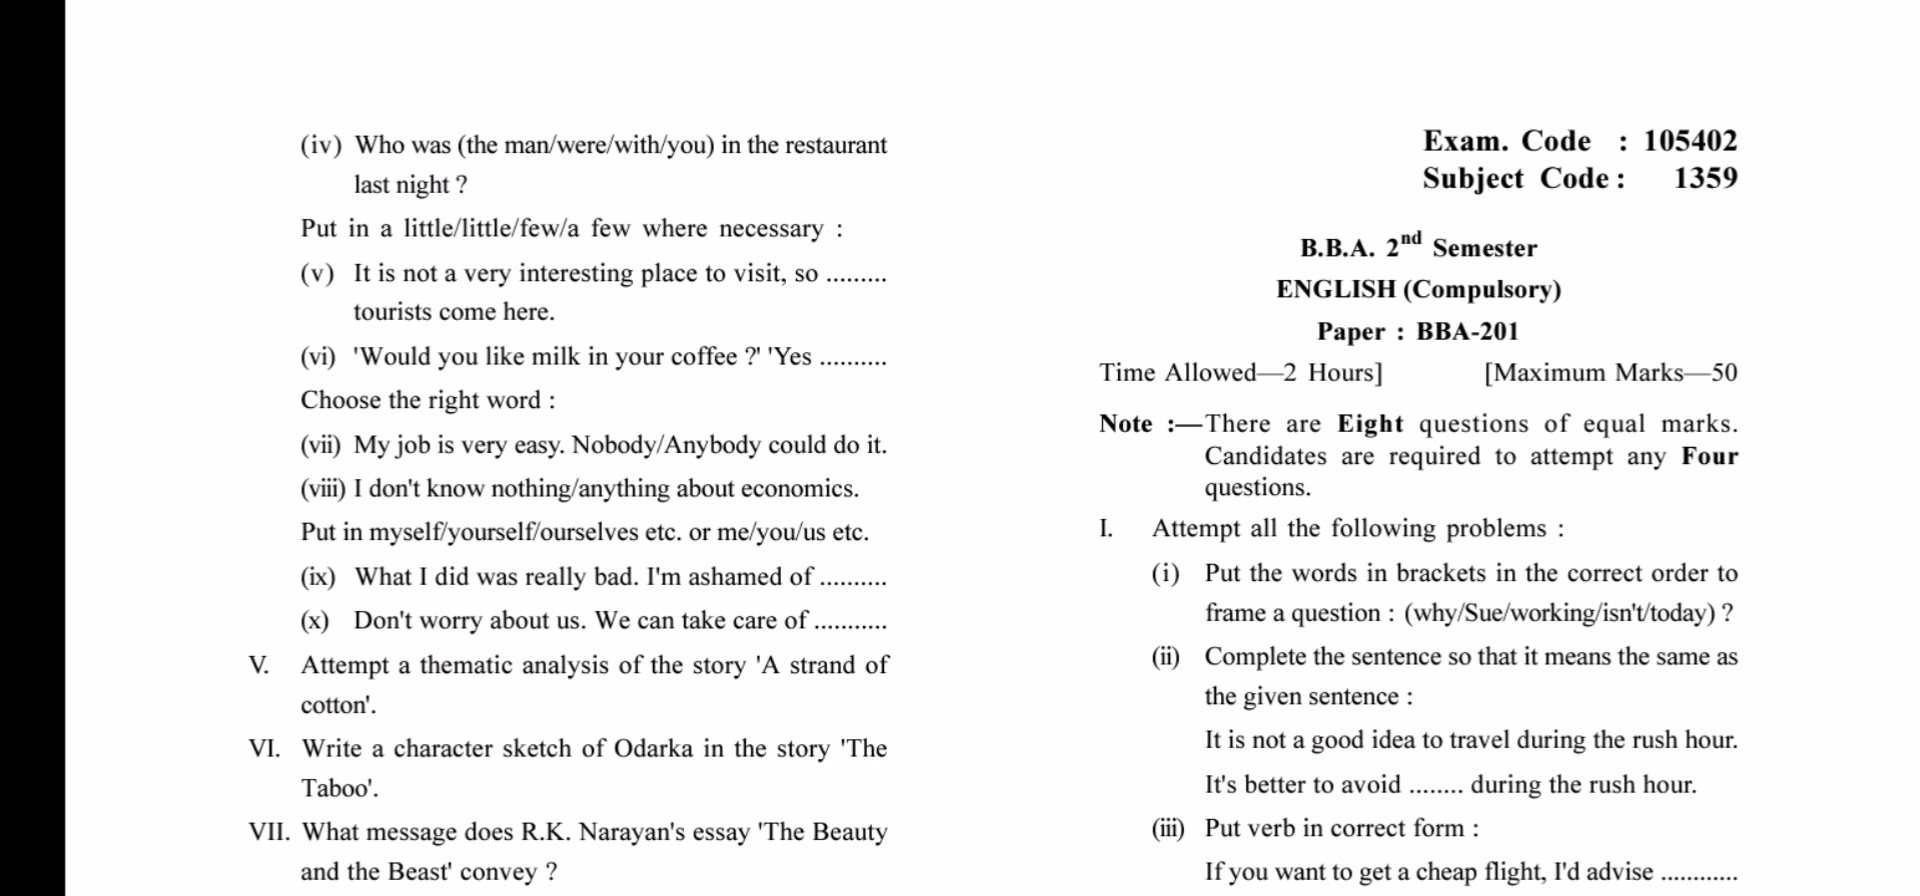 (iv) Who was (the man/were/with/you) in the restaurant
last night ?
Put in a little/little/few/a few where necessary :
(v) It is not a very interesting place to visit, so .........
tourists come here.
(vi) 'Would you like milk in your coffee ?' 'Yes ..........
Choose the right word :
(vii) My job is very easy. Nobody/Anybody could do it.
(viii) I don't know nothing/anything about economics.
Put in myself/yourself/ourselves etc. or me/you/us etc.
(ix) What I did was really bad. I'm ashamed of ..........
(x) Don't worry about us. We can take care of ...........
V. Attempt a thematic analysis of the story 'A strand of
cotton'.
VI. Write a character sketch of Odarka in the story 'The
Taboo'.
VII. What message does R.K. Narayan's essay 'The Beauty
and the Beast' convey ?
Exam. Code : 105402
Subject Code : 1359
B.B.A. 2nd Semester
ENGLISH (Compulsory)
Paper : BBA-201
Time Allowed—2 Hours] [Maximum Marks—50
Note :—There are Eight questions of equal marks.
Candidates are required to attempt any Four
questions.
I. Attempt all the following problems :
(i) Put the words in brackets in the correct order to
frame a question : (why/Sue/working/isn't/today) ?
(ii) Complete the sentence so that it means the same as
the given sentence :
It is not a good idea to travel during the rush hour.
It's better to avoid ........ during the rush hour.
(iii) Put verb in correct form :
If you want to get a cheap flight, I'd advise ............